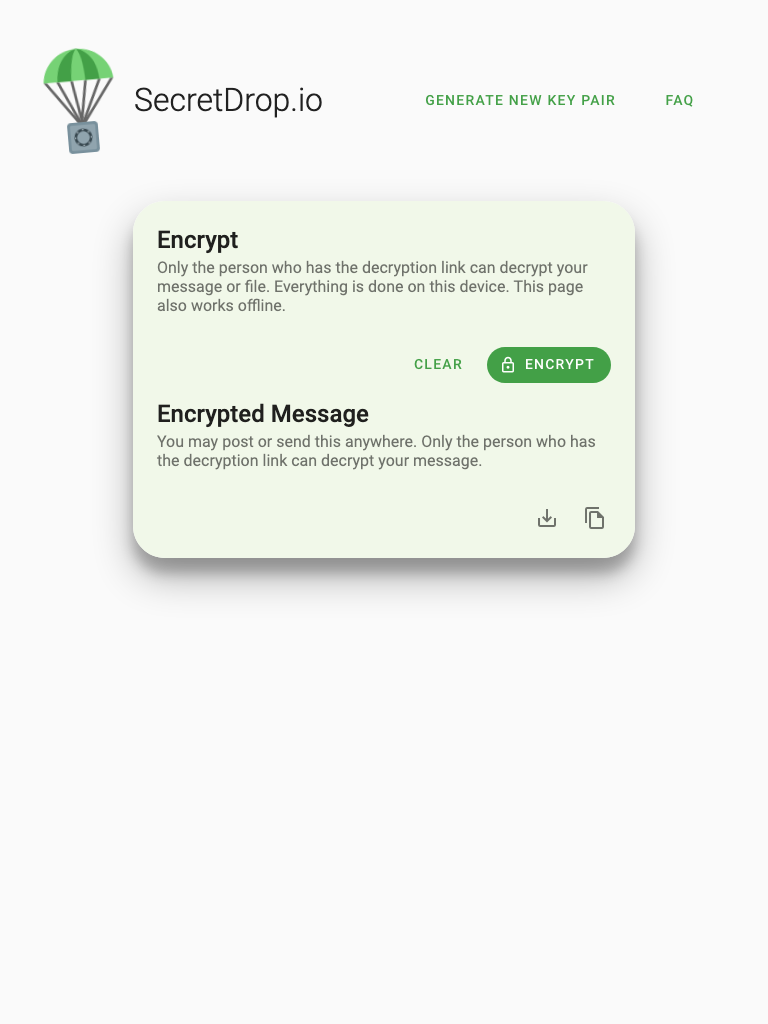 SecretDrop.io
GENERATE NEW KEY PAIR
FAQ
Encrypt
Only the person who has the decryption link can decrypt your
message or file. Everything is done on this device. This page
also works offline.
CLEAR
ENCRYPT
Encrypted Message
You may post or send this anywhere. Only the person who has
the decryption link can decrypt your message.